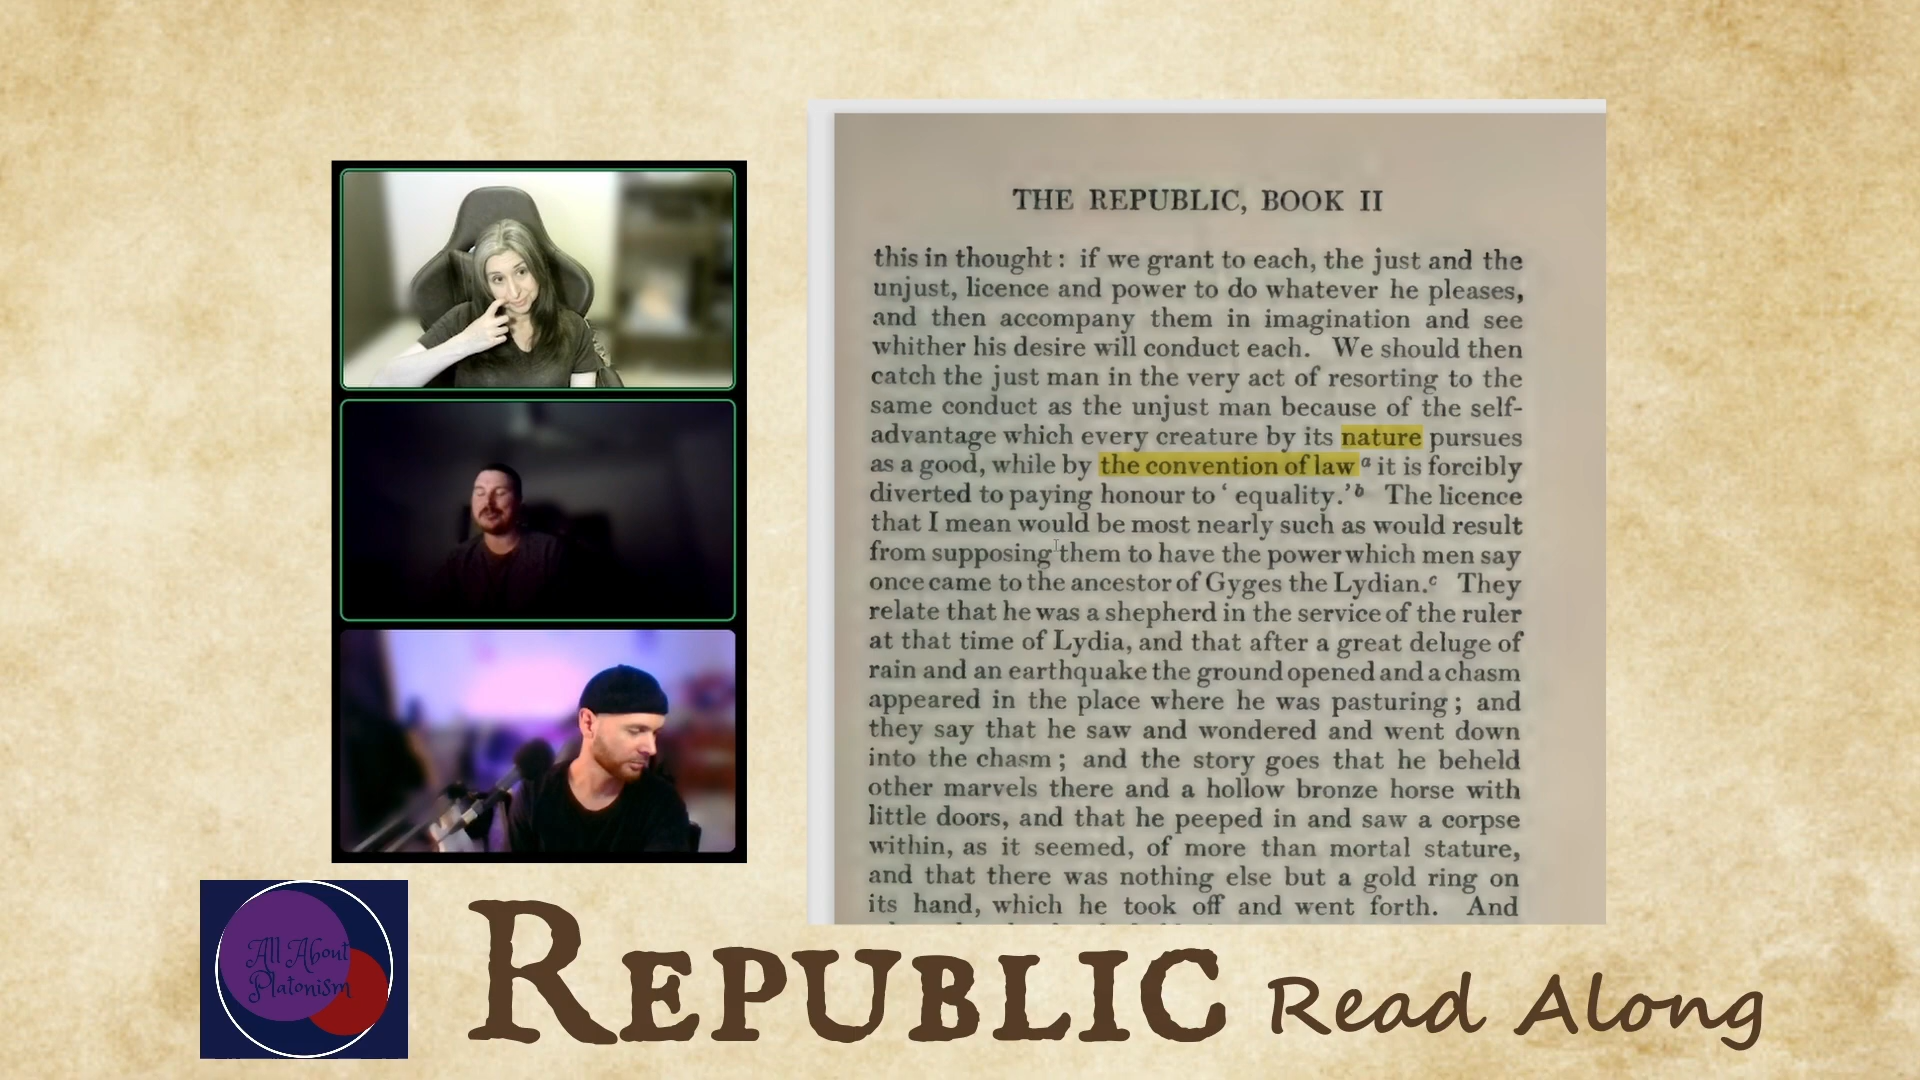 THE REPUBLIC, BOOK II
this in thought : if we grant to each, the just and the
unjust, licence and power to do whatever he pleases,
and then accompany them in imagination and see
whither his desire will conduct each. We should then
catch the just man in the very act of resorting to the
same conduct as the unjust man because of the self-
advantage which every creature by its nature pursues
as a good, while by the convention of law a it is forcibly
diverted to paying honour to ‘ equality.’ b The licence
that I mean would be most nearly such as would result
from supposing them to have the power which men say
once came to the ancestor of Gyges the Lydian. c They
relate that he was a shepherd in the service of the ruler
at that time of Lydia, and that after a great deluge of
rain and an earthquake the ground opened and a chasm
appeared in the place where he was pasturing ; and
they say that he saw and wondered and went down
into the chasm ; and the story goes that he beheld
other marvels there and a hollow bronze horse with
little doors, and that he peeped in and saw a corpse
within, as it seemed, of more than mortal stature,
and that there was nothing else but a gold ring on
its hand, which he took off and went forth. And
All About
Platonism
REPUBLIC Read Along